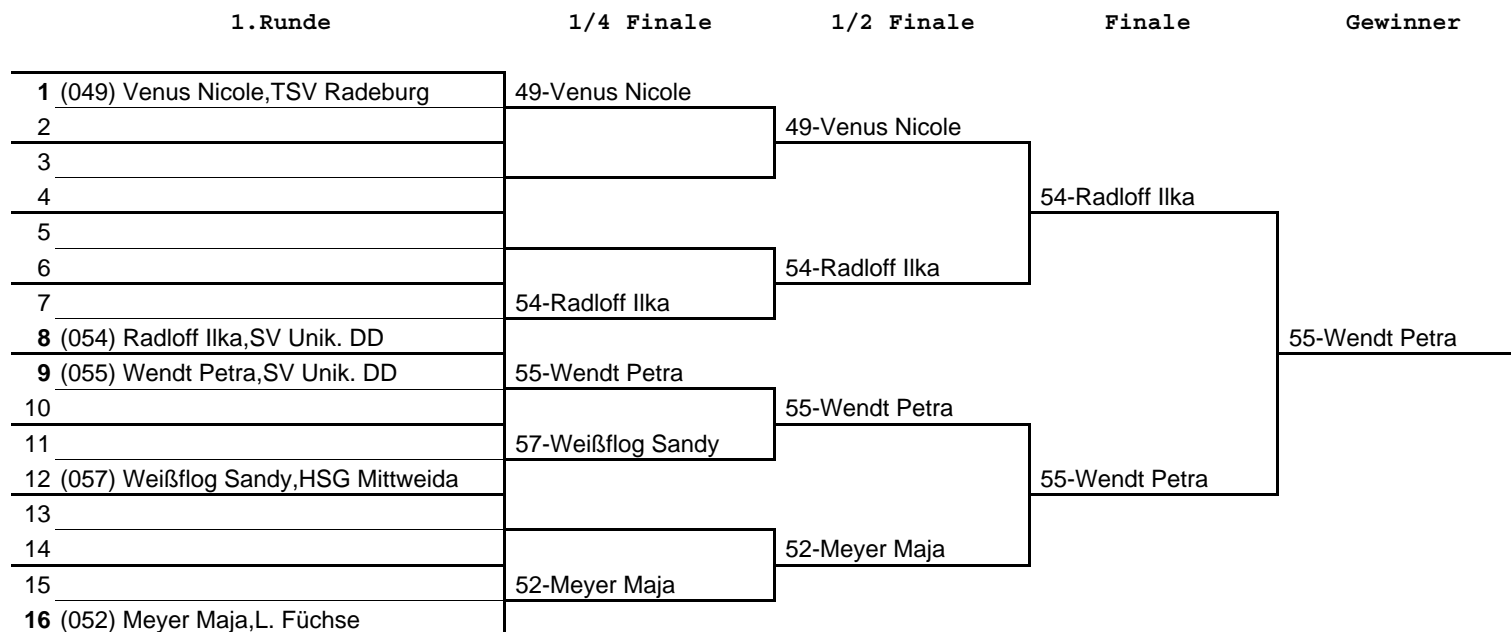 1.Runde 1/4 Finale 1/2 Finale Finale Gewinner
1 (049) Venus Nicole,TSV Radeburg 49-Venus Nicole
2 49-Venus Nicole
3
4 54-Radloff Ilka
5
6 54-Radloff Ilka
7 54-Radloff Ilka
8 (054) Radloff Ilka,SV Unik. DD 55-Wendt Petra
9 (055) Wendt Petra,SV Unik. DD 55-Wendt Petra
10 55-Wendt Petra
11 57-Weißflog Sandy
12 (057) Weißflog Sandy,HSG Mittweida 55-Wendt Petra
13
14 52-Meyer Maja
15 52-Meyer Maja
16 (052) Meyer Maja,L. Füchse